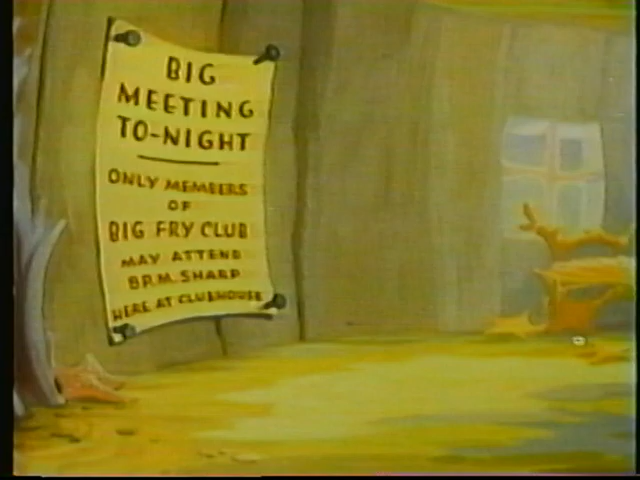 BIG
MEETING
TO-NIGHT
ONLY MEMBERS
OF
BIG FRY CLUB
MAY ATTEND
8 P.M. SHARP
HERE AT CLUBHOUSE